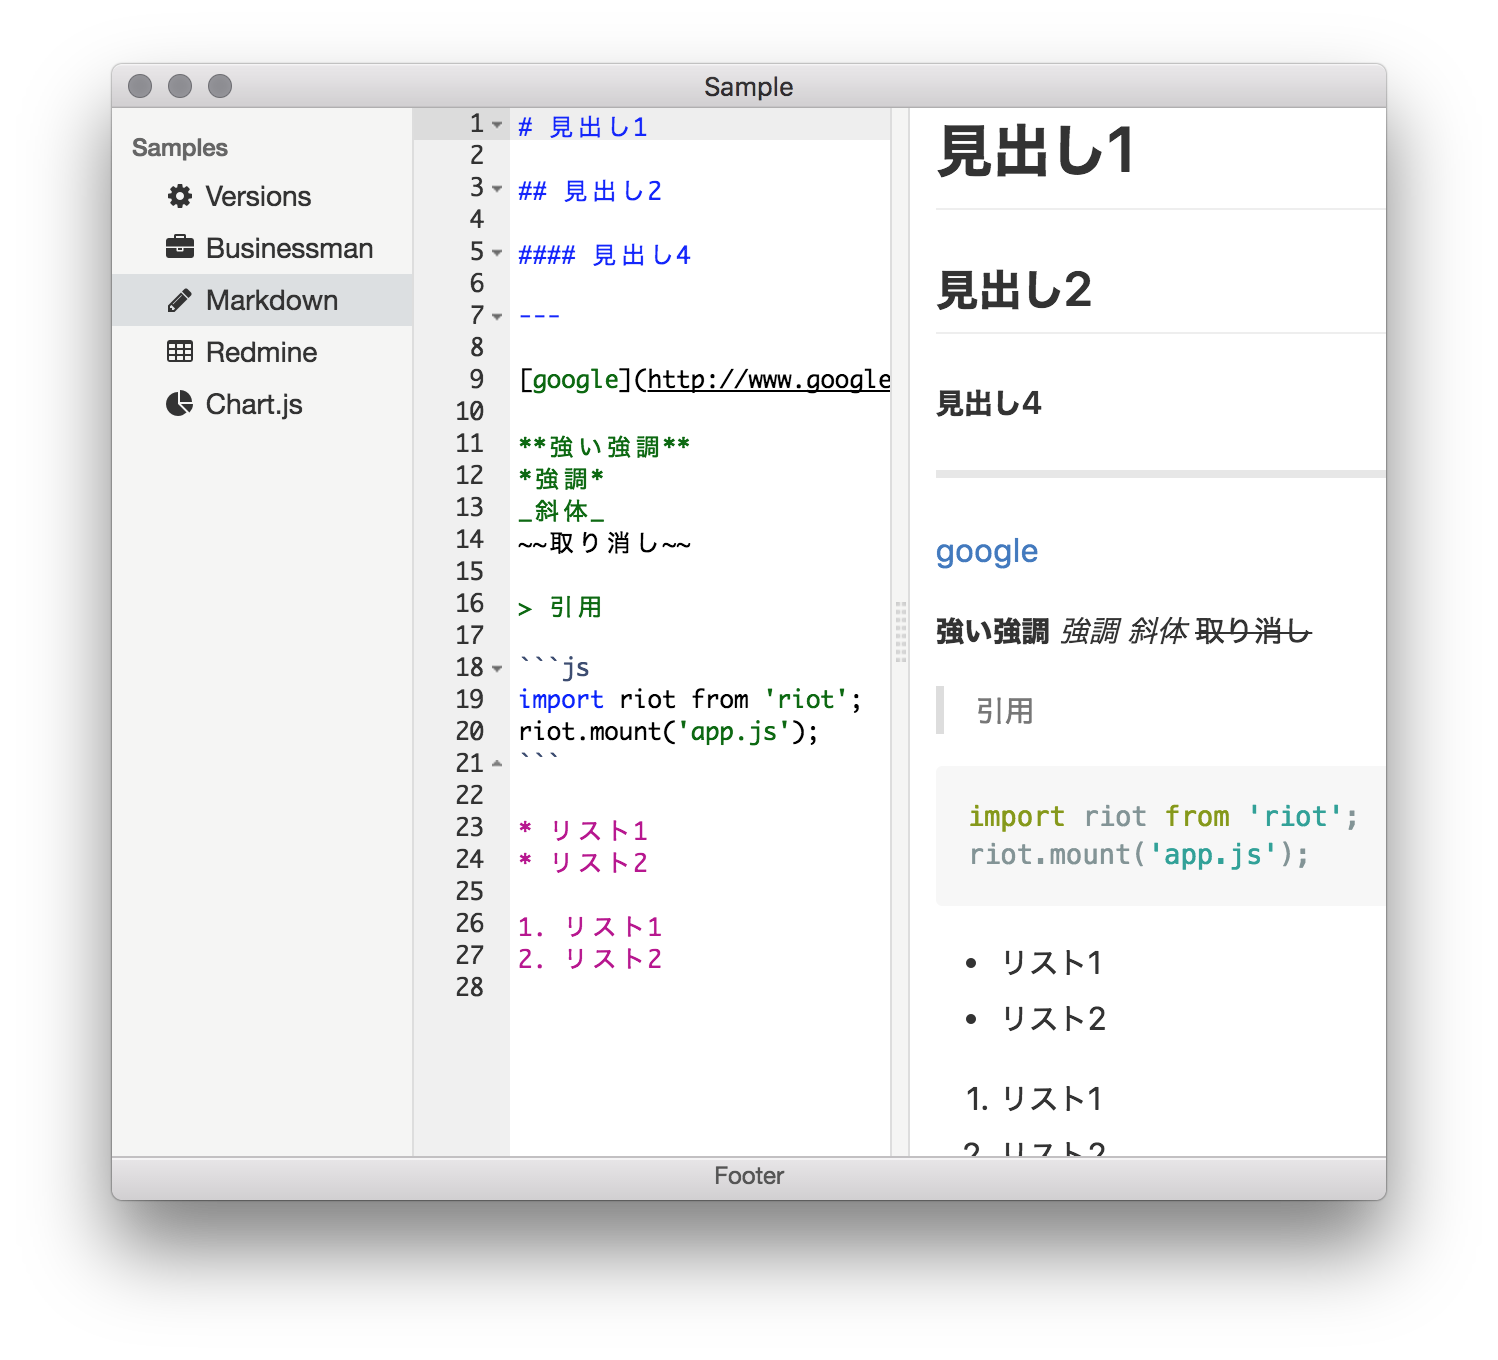 Sample
Samples
Versions
Businessman
Markdown
Redmine
Chart.js
1 # 見出し1
2
3 ## 見出し2
4
5 #### 見出し4
6
7 ---
8
9 [google](http://www.google
10
11 **強い強調**
12 *強調*
13 _斜体_
14 ~~取り消し~~
15
16 > 引用
17
18 ```js
19 import riot from 'riot';
20 riot.mount('app.js');
21 ```
22
23 * リスト1
24 * リスト2
25
26 1. リスト1
27 2. リスト2
28
見出し1
見出し2
見出し4
google
強い強調 強調 斜体 取り消し
引用
import riot from 'riot';
riot.mount('app.js');
• リスト1
• リスト2
1. リスト1
2. リスト2
Footer